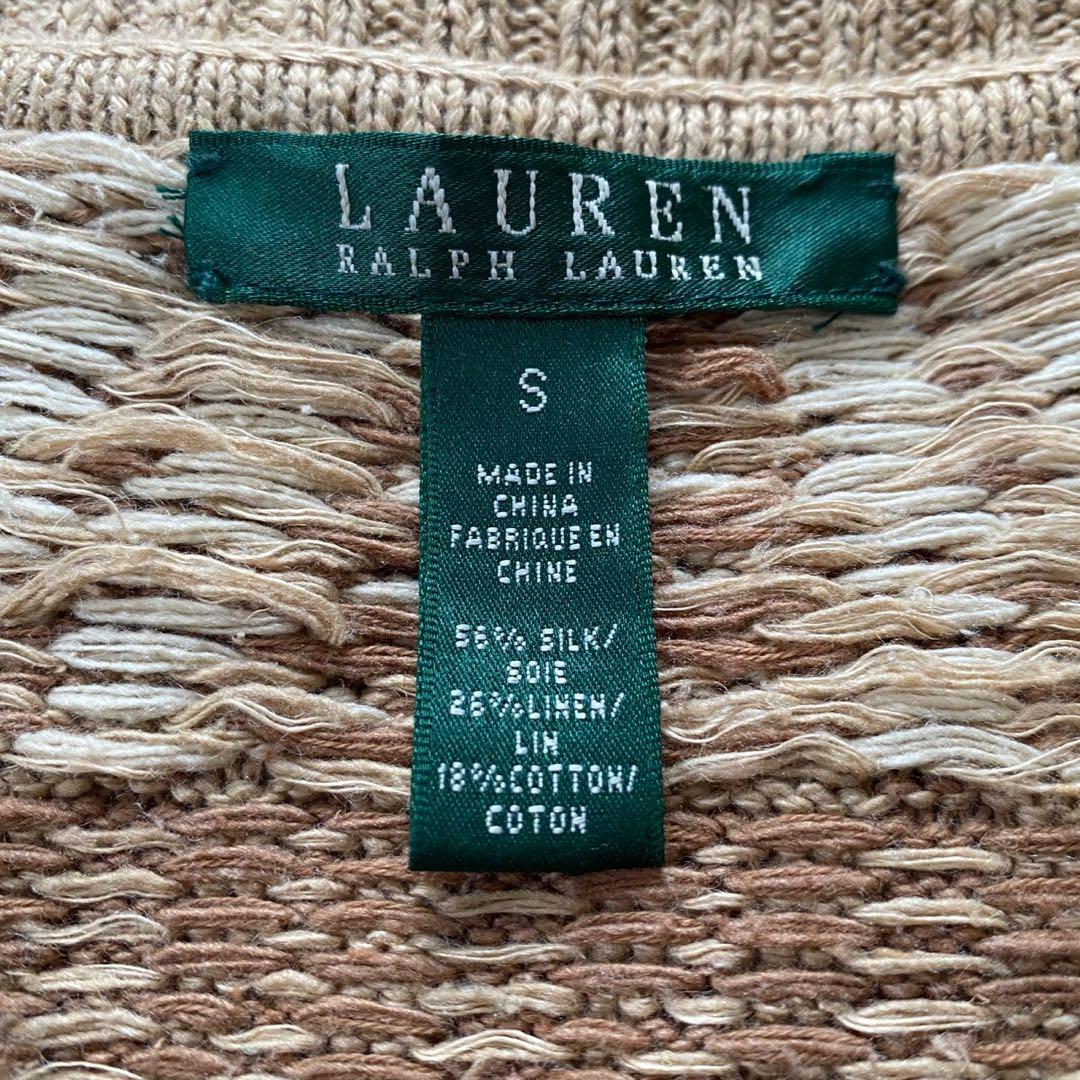 LAUREN
RALPH LAUREN
S
MADE IN
CHINA
FABRIQUE EN
CHINE
56% SILK/
SOIE
26%LINEN/
LIN
18%COTTON/
COTON